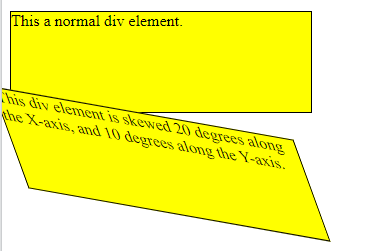 This a normal div element.
This div element is skewed 20 degrees along
the X-axis, and 10 degrees along the Y-axis.